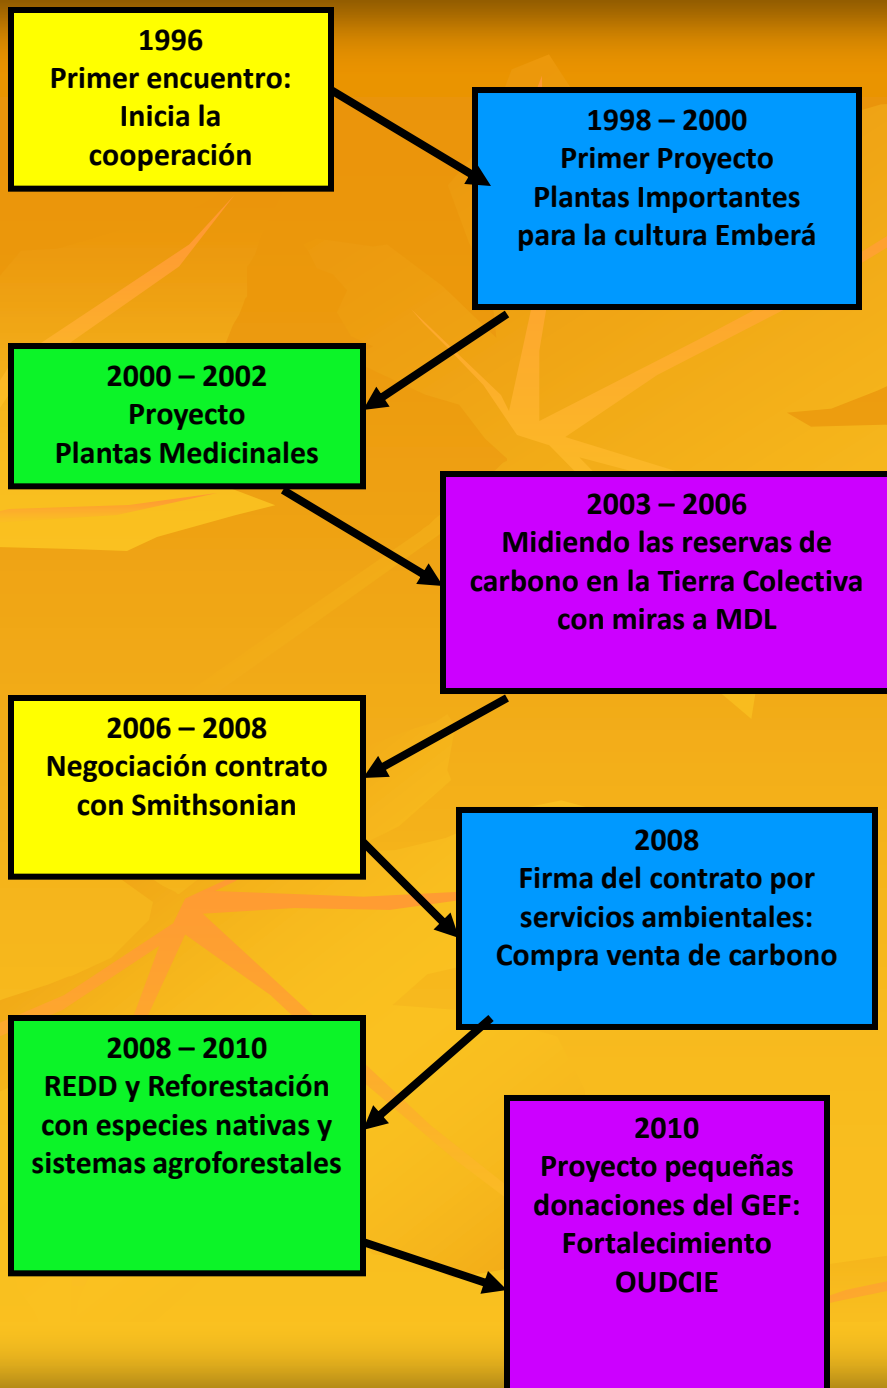 1996
Primer encuentro:
Inicia la
cooperación
1998 – 2000
Primer Proyecto
Plantas Importantes
para la cultura Emberá
2000 – 2002
Proyecto
Plantas Medicinales
2003 – 2006
Midiendo las reservas de
carbono en la Tierra Colectiva
con miras a MDL
2006 – 2008
Negociación contrato
con Smithsonian
2008
Firma del contrato por
servicios ambientales:
Compra venta de carbono
2008 – 2010
REDD y Reforestación
con especies nativas y
sistemas agroforestales
2010
Proyecto pequeñas
donaciones del GEF:
Fortalecimiento
OUDCIE